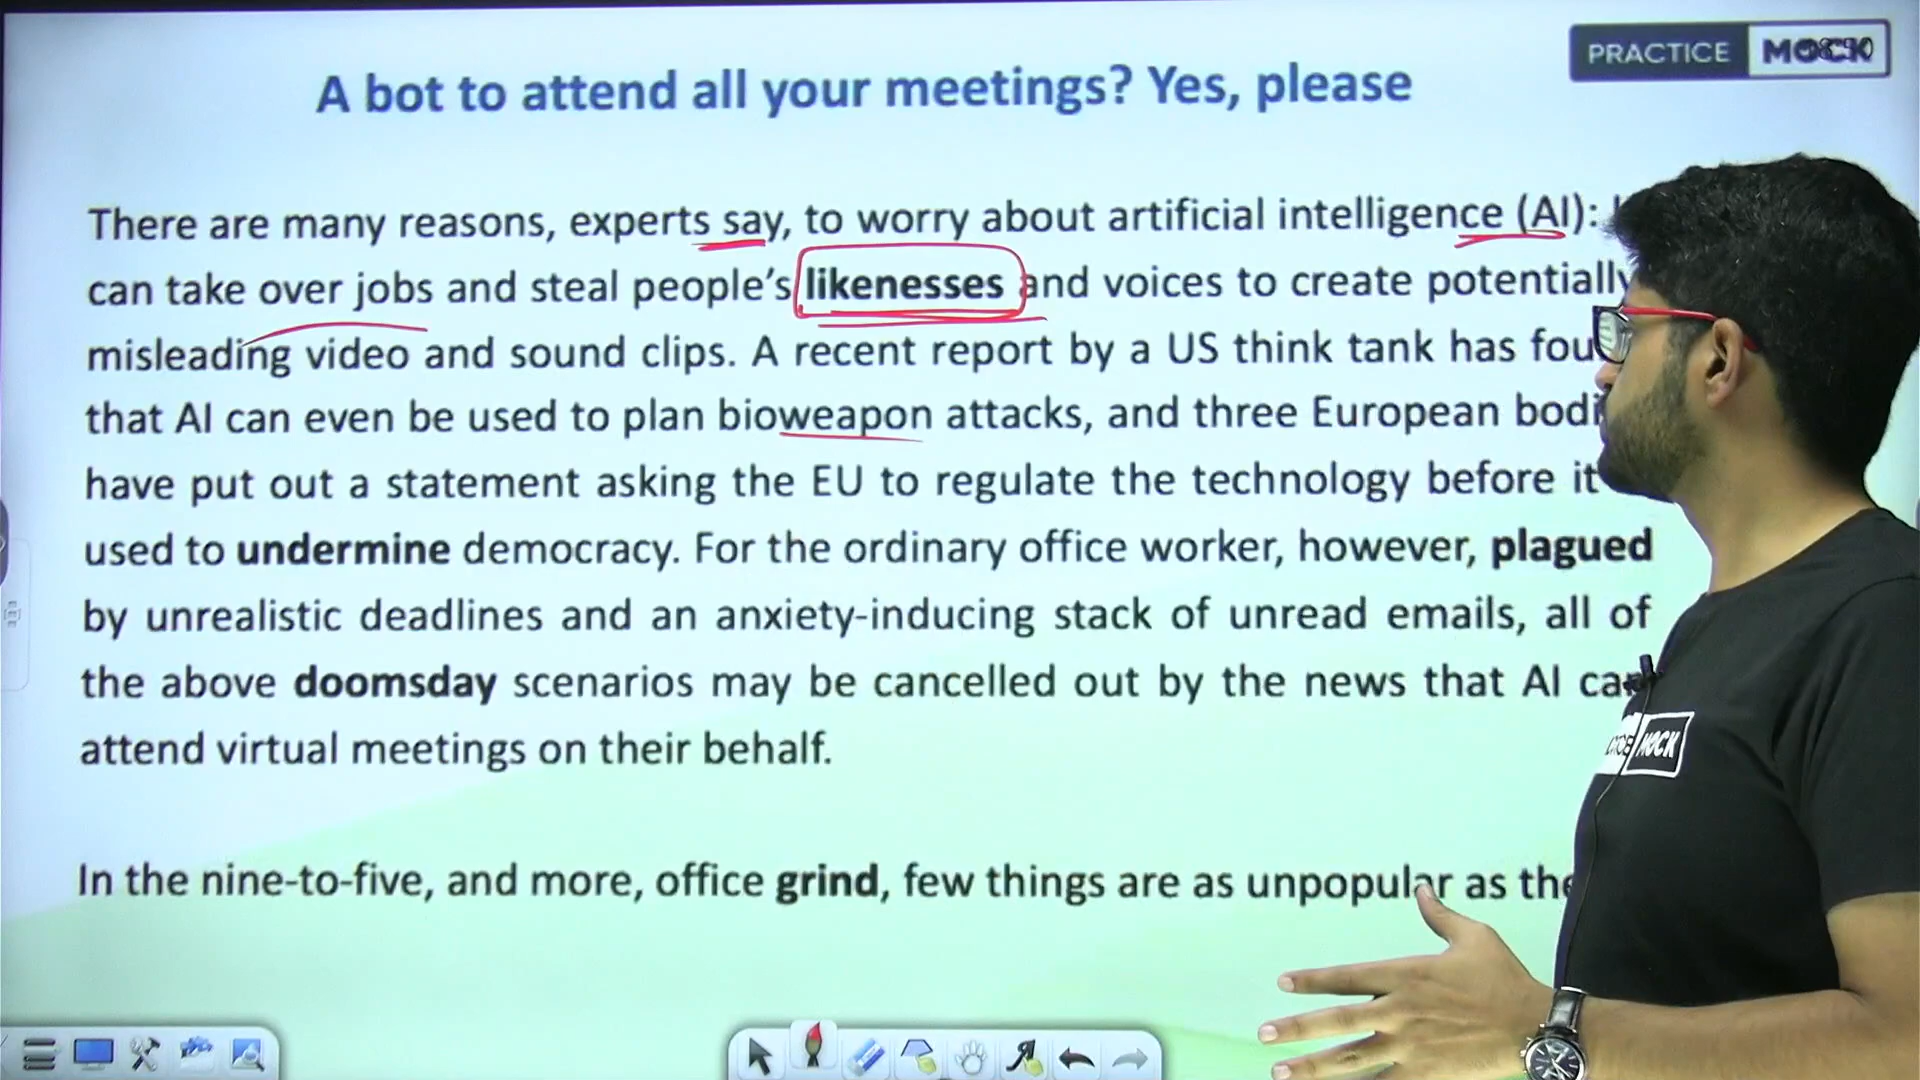 PRACTICE MOCK
A bot to attend all your meetings? Yes, please
There are many reasons, experts say, to worry about artificial intelligence (AI):
can take over jobs and steal people's likenesses and voices to create potentially
misleading video and sound clips. A recent report by a US think tank has
that AI can even be used to plan bioweapon attacks, and three European
have put out a statement asking the EU to regulate the technology before it
used to undermine democracy. For the ordinary office worker, however, plagued
by unrealistic deadlines and an anxiety-inducing stack of unread emails, all of
the above doomsday scenarios may be cancelled out by the news that AI can
attend virtual meetings on their behalf.
In the nine-to-five, and more, office grind, few things are as unpopular as
MOCK